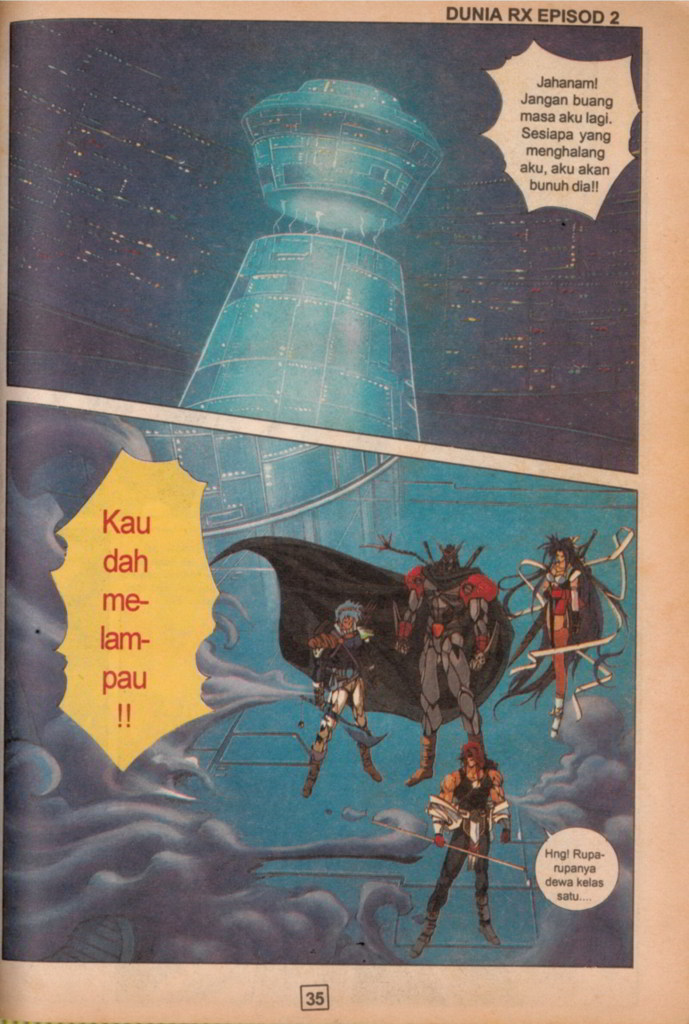 DUNIA RX EPISOD 2
Jahanam!
Jangan buang
masa aku lagi.
Sesiapa yang
menghalang
aku, aku akan
bunuh dia!!
Kau
dah
me-
lam-
pau
!!
Hng! Rupa-
rupanya
dewa kelas
satu....
35